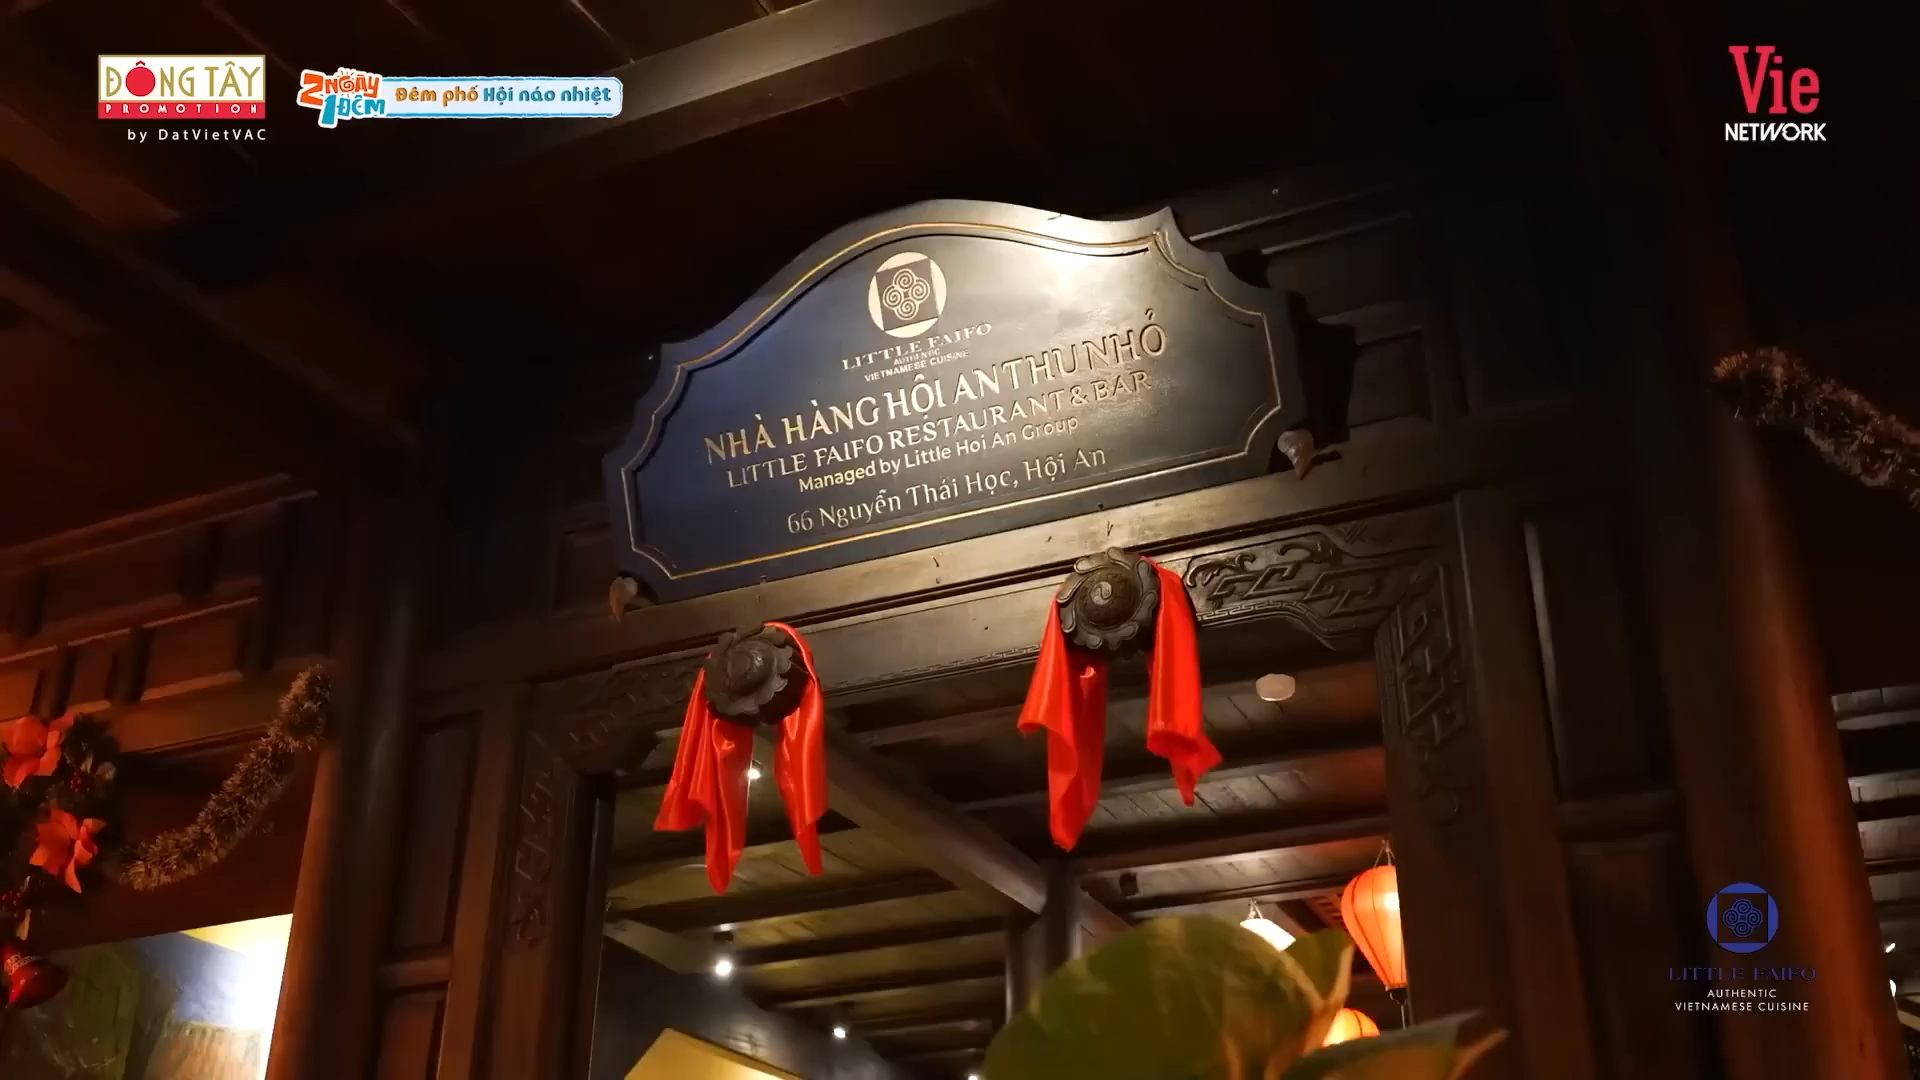 ĐÔNG TÂY
PROMOTION
by DatVietVAC
2 NGÀY 1 ĐÊM
Đêm phố Hội náo nhiệt
Vie
NETWORK
LITTLE FAIFO
AUTHENTIC
VIETNAMESE CUISINE
NHÀ HÀNG HỘI AN THU NHỎ
LITTLE FAIFO RESTAURANT & BAR
Managed by Little Hoi An Group
66 Nguyễn Thái Học, Hội An
LITTLE FAIFO
AUTHENTIC
VIETNAMESE CUISINE